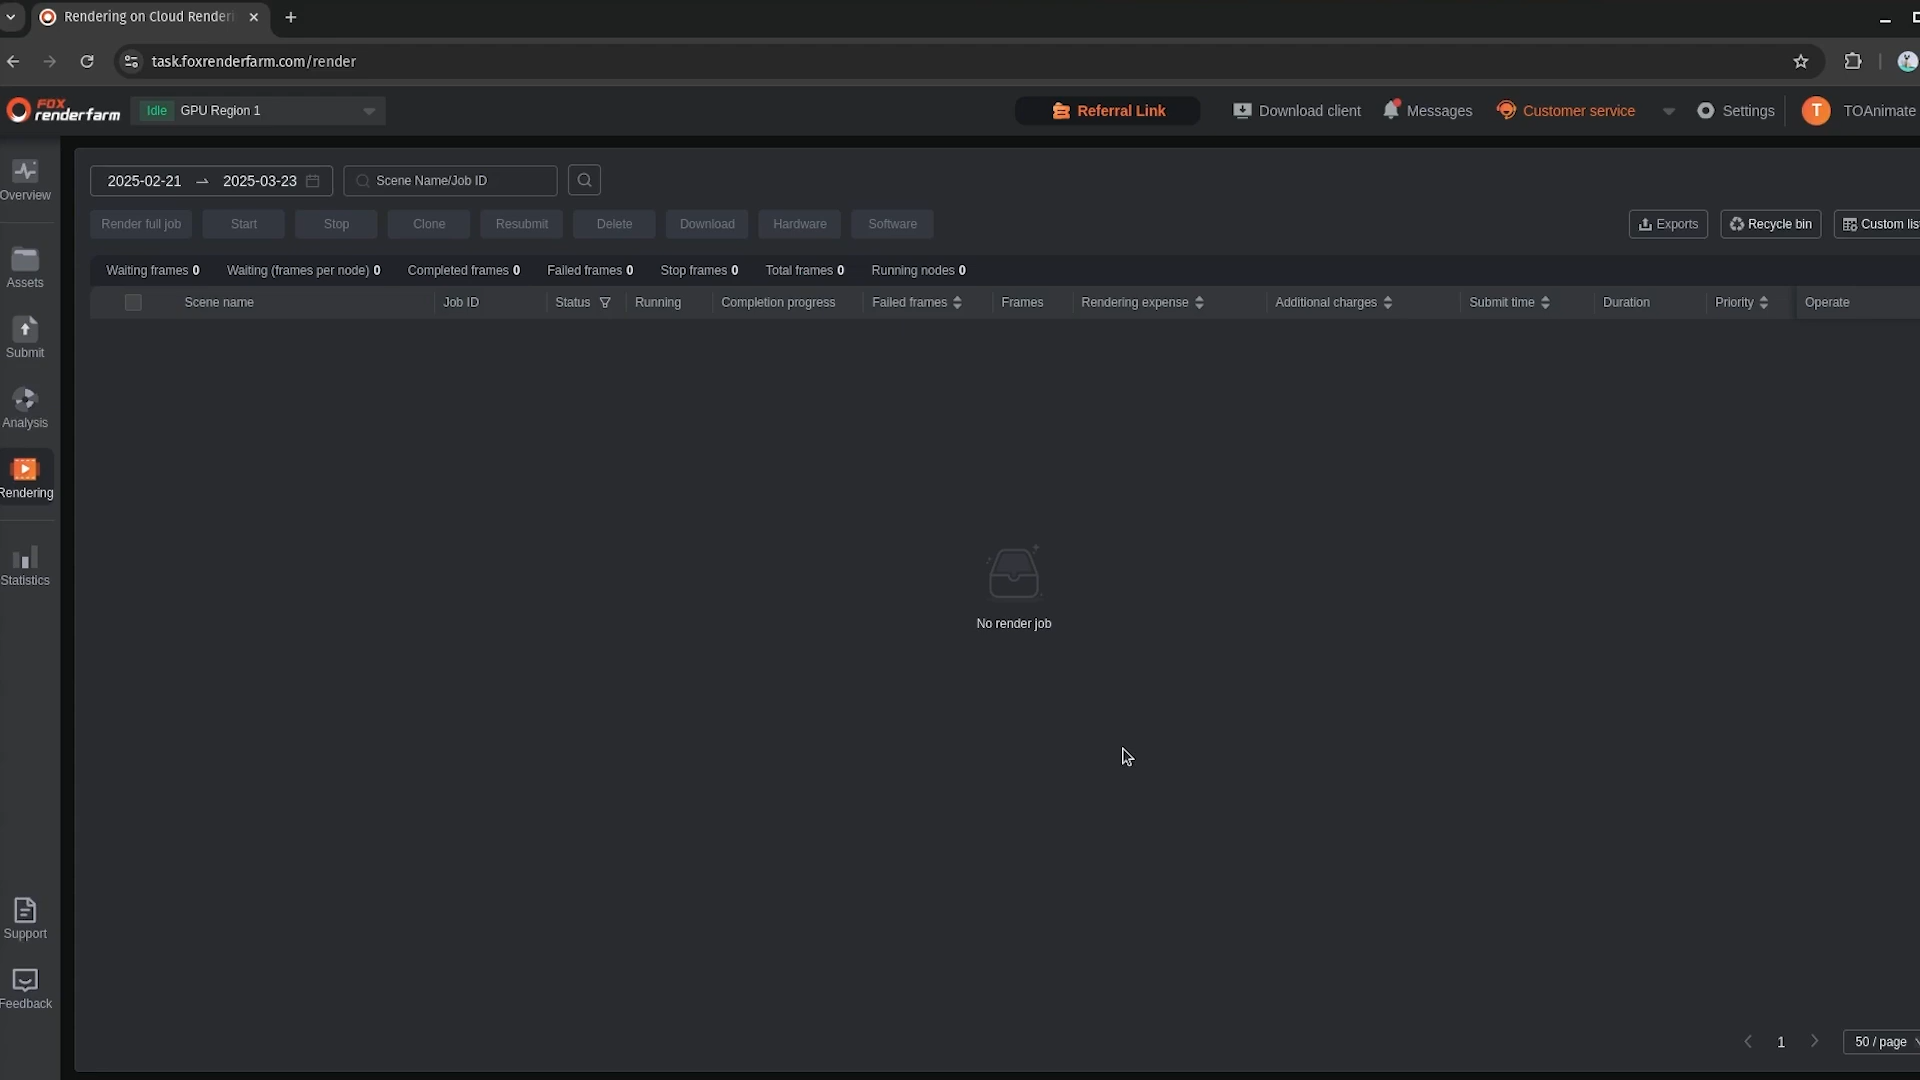 Rendering on Cloud Renderi
task.foxrenderfarm.com/render
FOX
renderfarm
Idle GPU Region 1
Referral Link
Download client
Messages
Customer service
Settings
T TOAnimate
Overview
Assets
Submit
Analysis
Rendering
Statistics
Support
Feedback
2025-02-21 → 2025-03-23
Scene Name/Job ID
Render full job Start Stop Clone Resubmit Delete Download Hardware Software
Exports Recycle bin Custom list
Waiting frames 0 Waiting (frames per node) 0 Completed frames 0 Failed frames 0 Stop frames 0 Total frames 0 Running nodes 0
Scene name Job ID Status Running Completion progress Failed frames Frames Rendering expense Additional charges Submit time Duration Priority Operate
No render job
1
50 / page